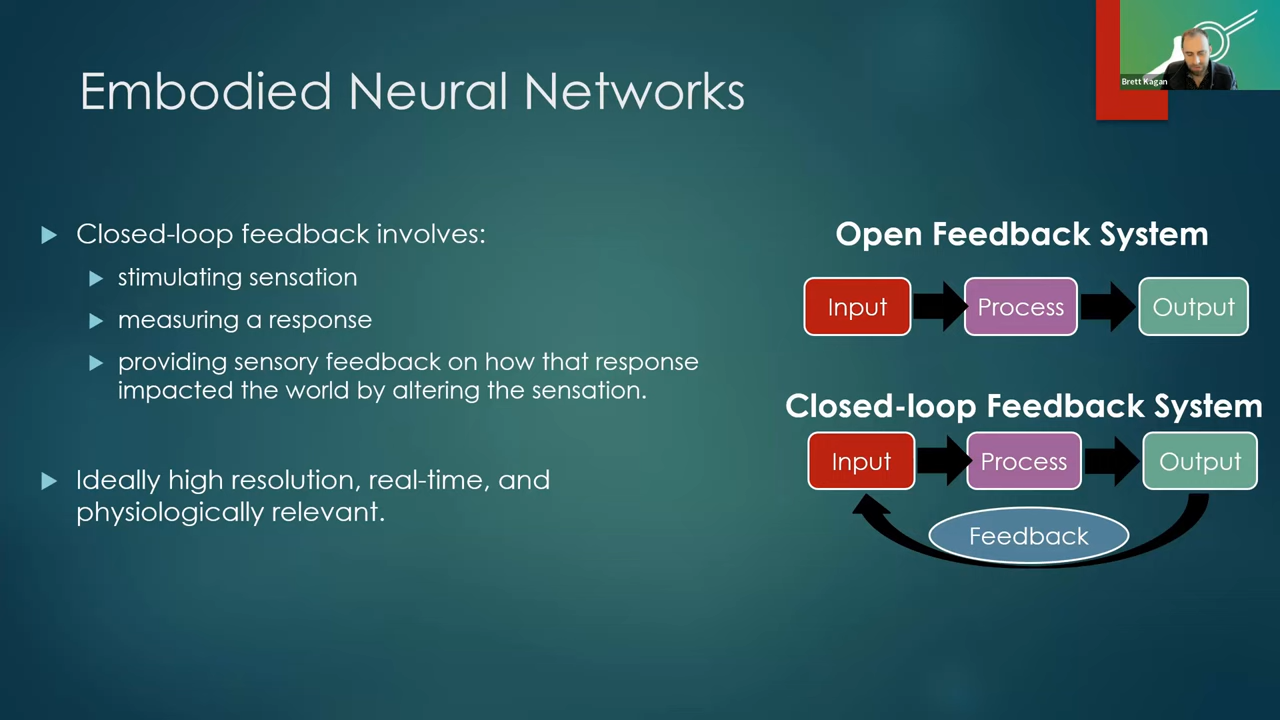 Embodied Neural Networks
Brett Kagan
Closed-loop feedback involves:
stimulating sensation
measuring a response
providing sensory feedback on how that response
impacted the world by altering the sensation.
Ideally high resolution, real-time, and
physiologically relevant.
Open Feedback System
Input Process Output
Closed-loop Feedback System
Input Process Output
Feedback